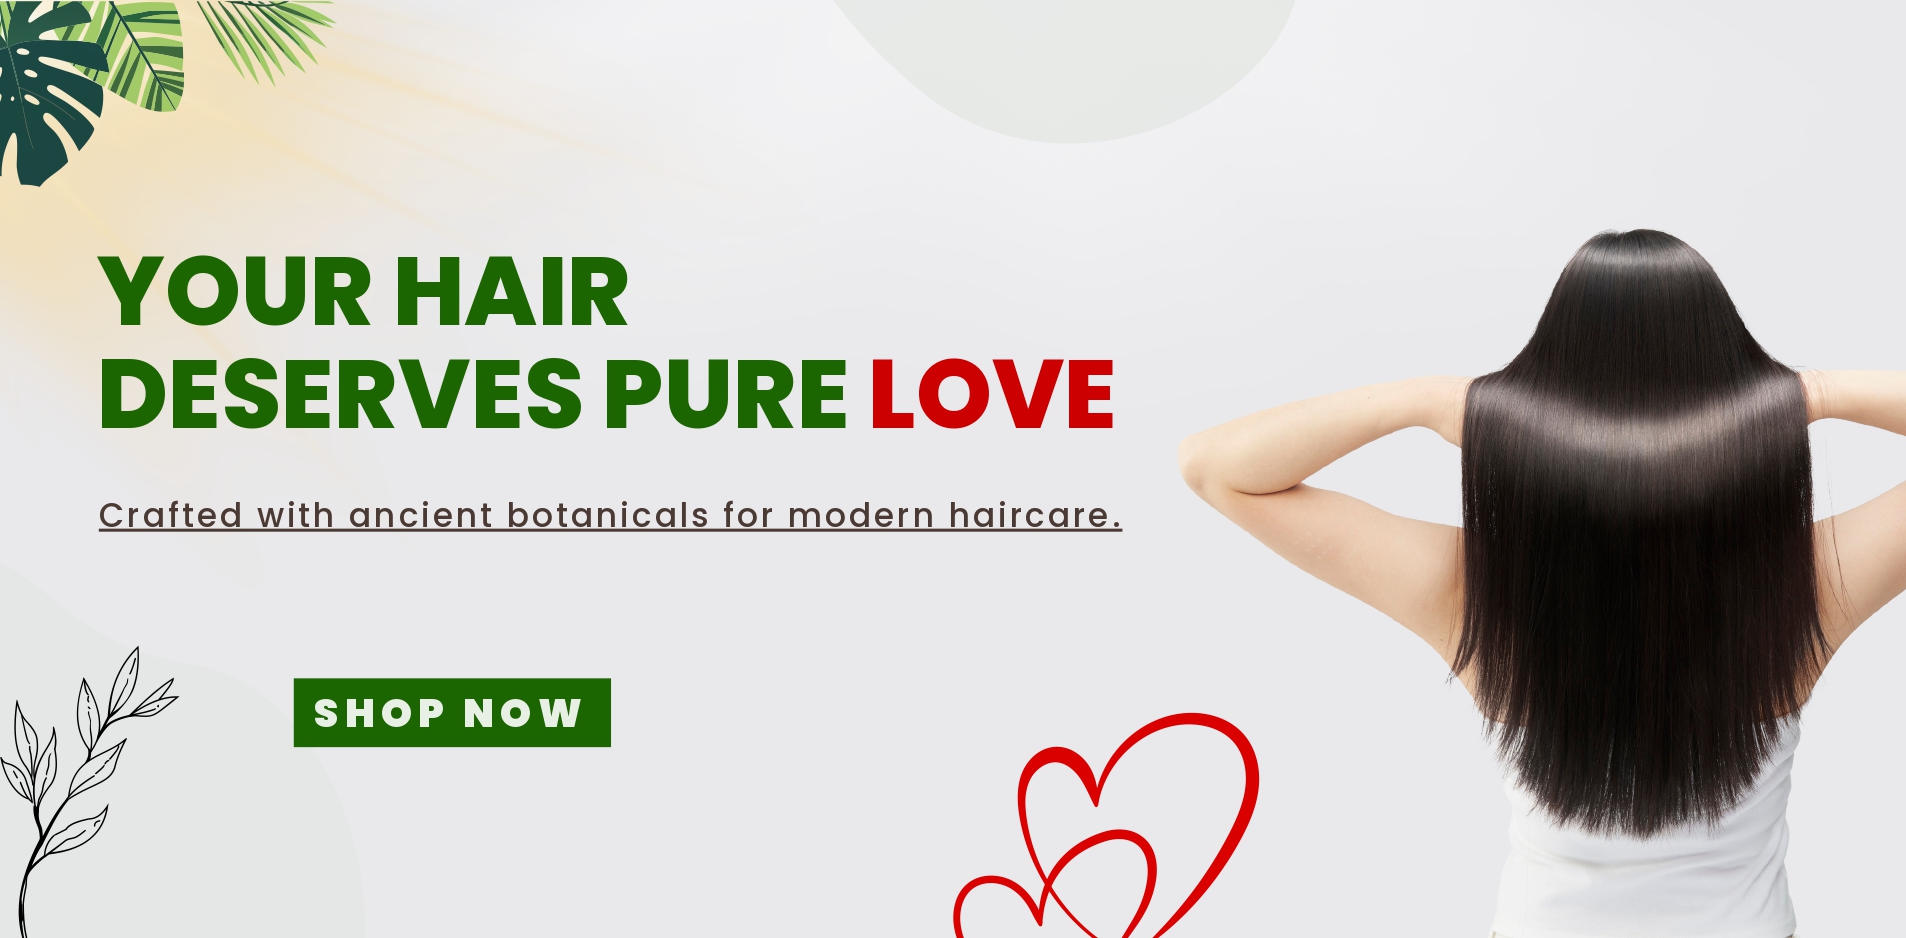 YOUR HAIR
DESERVES PURE LOVE
Crafted with ancient botanicals for modern haircare.
SHOP NOW